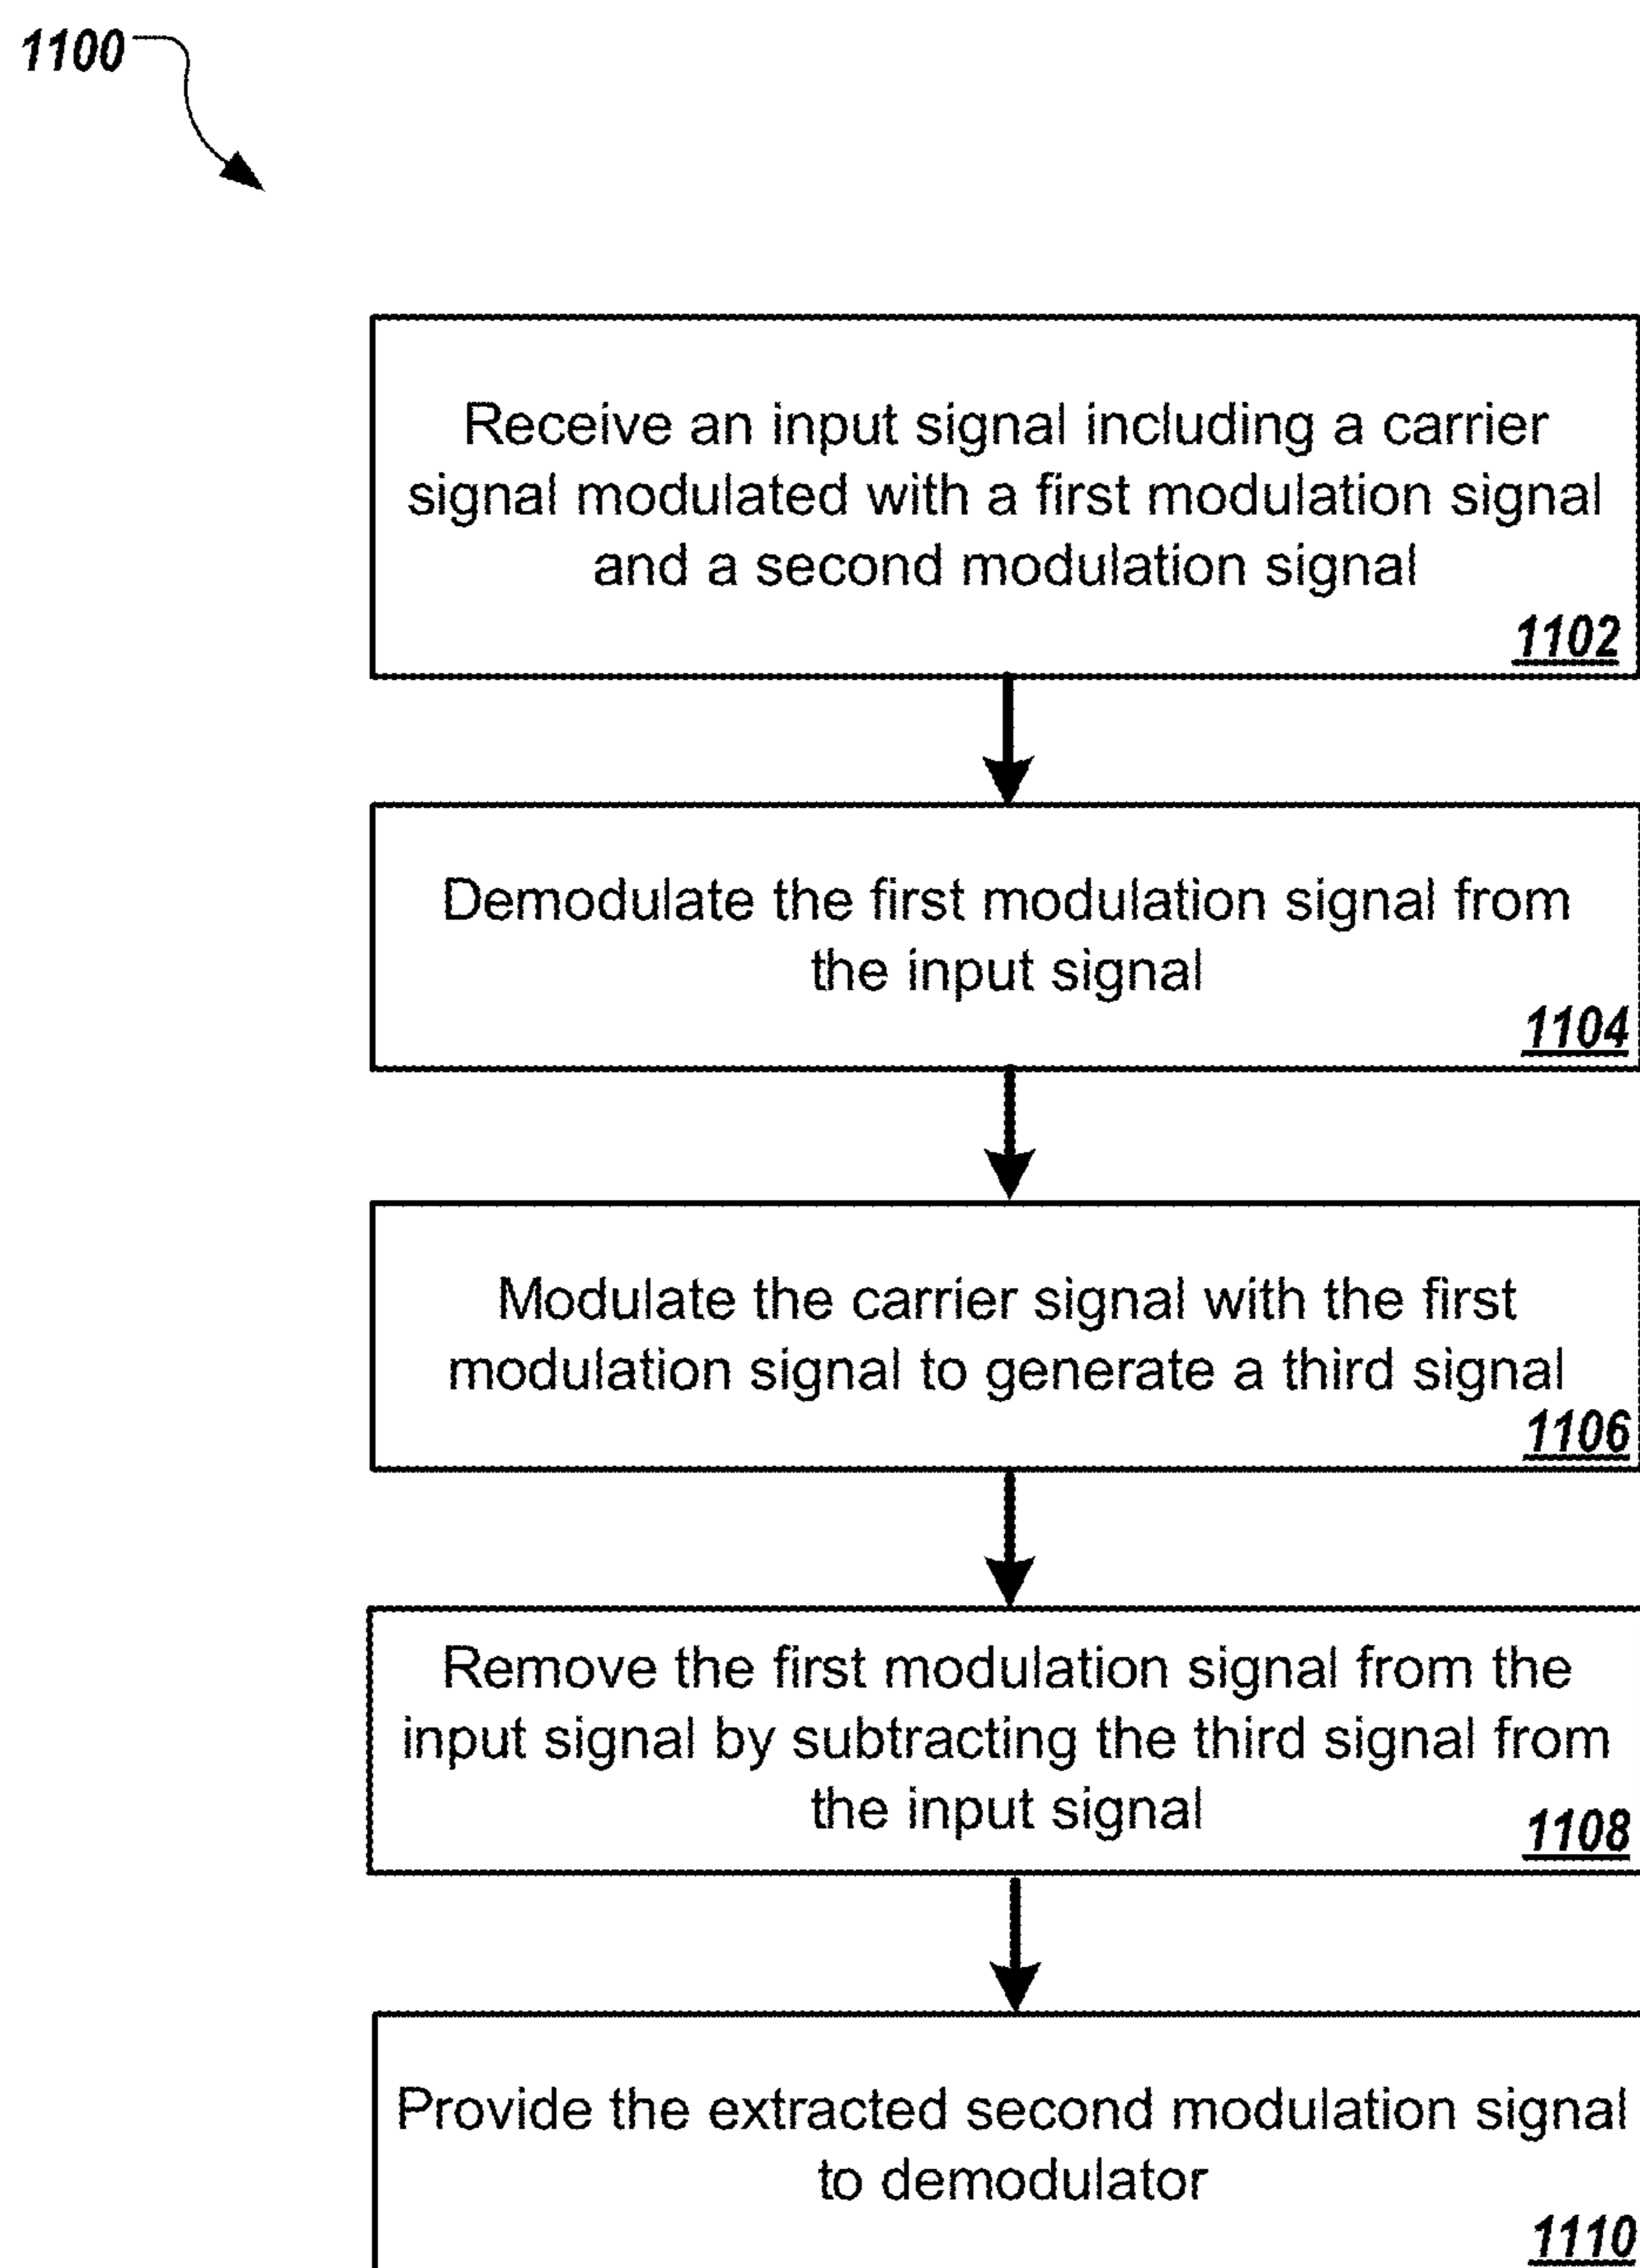 1100
Receive an input signal including a carrier
signal modulated with a first modulation signal
and a second modulation signal
1102
Demodulate the first modulation signal from
the input signal
1104
Modulate the carrier signal with the first
modulation signal to generate a third signal
1106
Remove the first modulation signal from the
input signal by subtracting the third signal from
the input signal
1108
Provide the extracted second modulation signal
to demodulator
1110